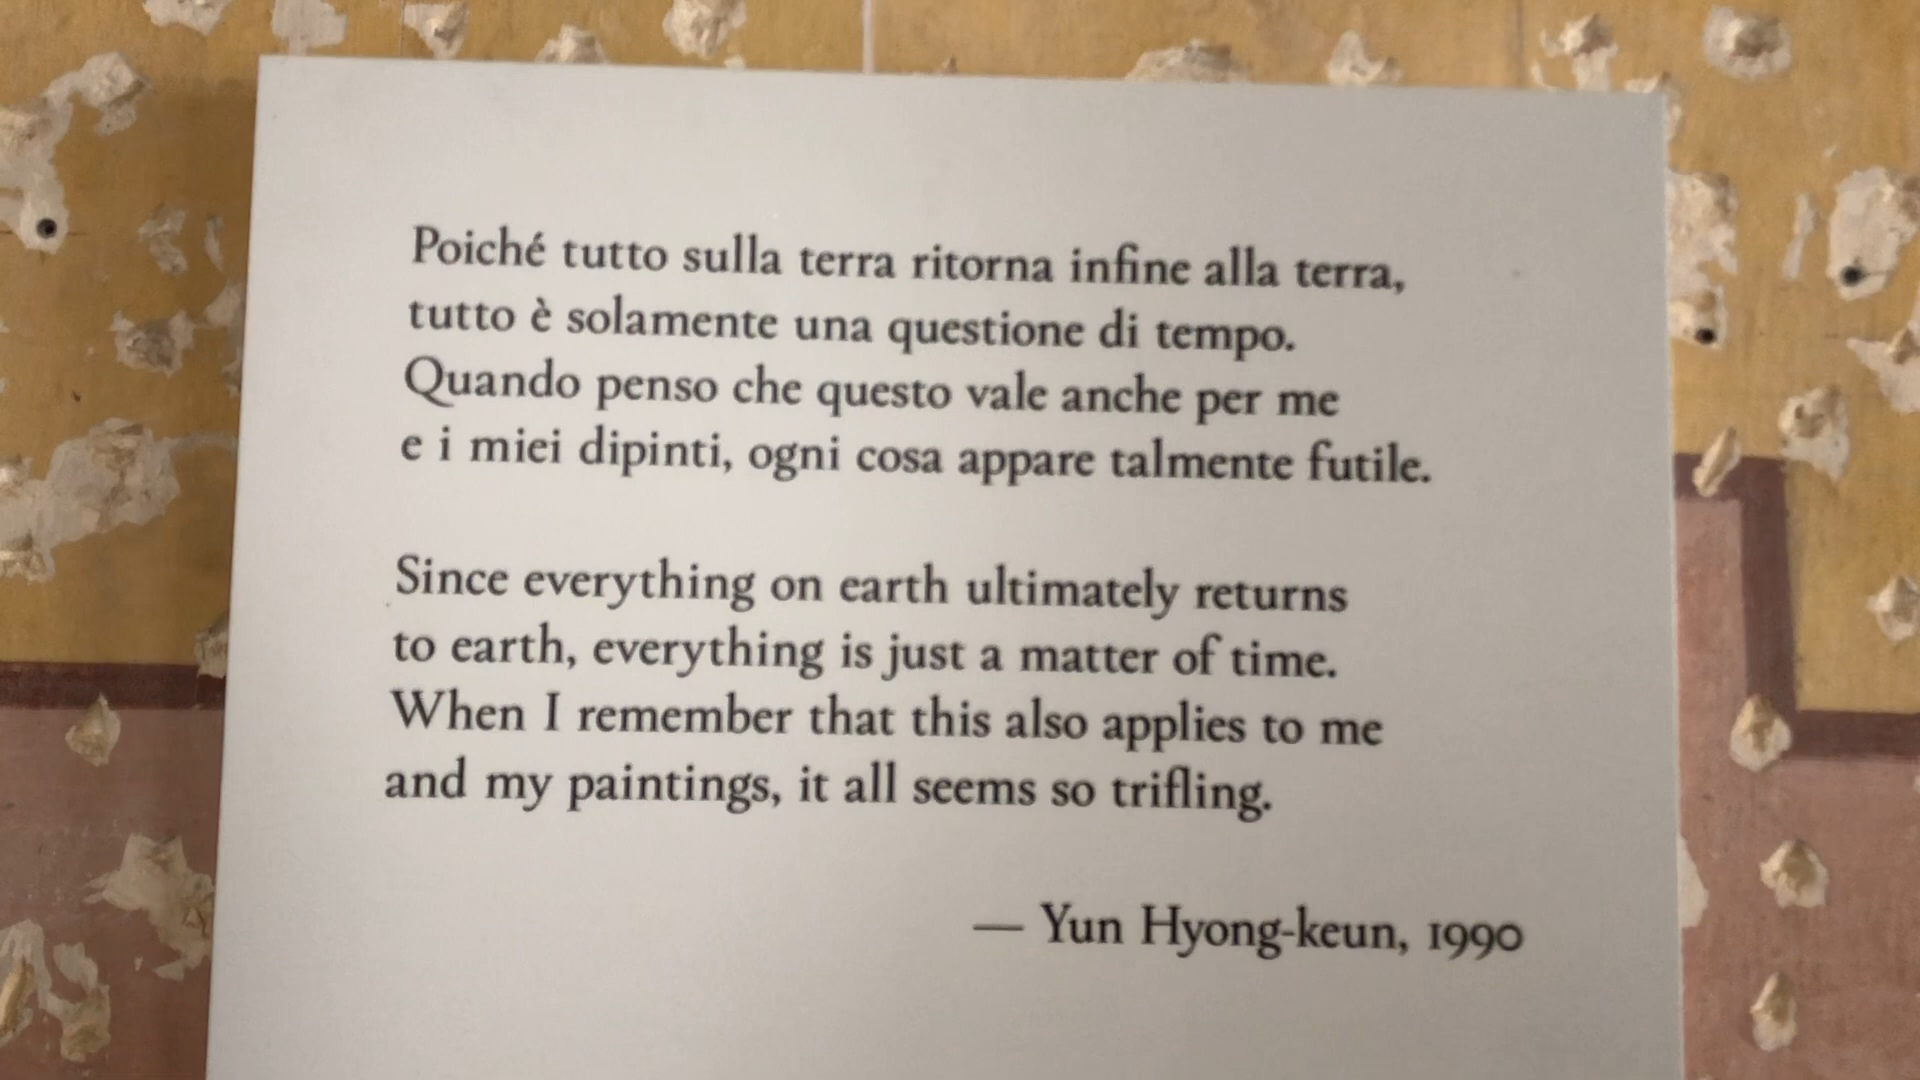 Poiché tutto sulla terra ritorna infine alla terra,
tutto è solamente una questione di tempo.
Quando penso che questo vale anche per me
e i miei dipinti, ogni cosa appare talmente futile.
Since everything on earth ultimately returns
to earth, everything is just a matter of time.
When I remember that this also applies to me
and my paintings, it all seems so trifling.
— Yun Hyong-keun, 1990